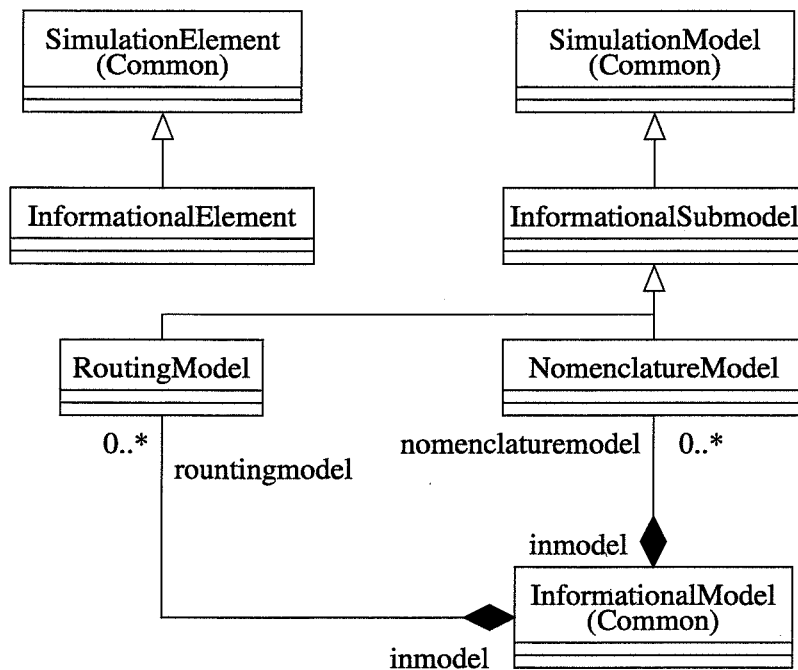 SimulationElement
(Common)
SimulationModel
(Common)
InformationalElement
InformationalSubmodel
RoutingModel
NomenclatureModel
0..*
rountingmodel
nomenclaturemodel
0..*
inmodel
InformationalModel
(Common)
inmodel